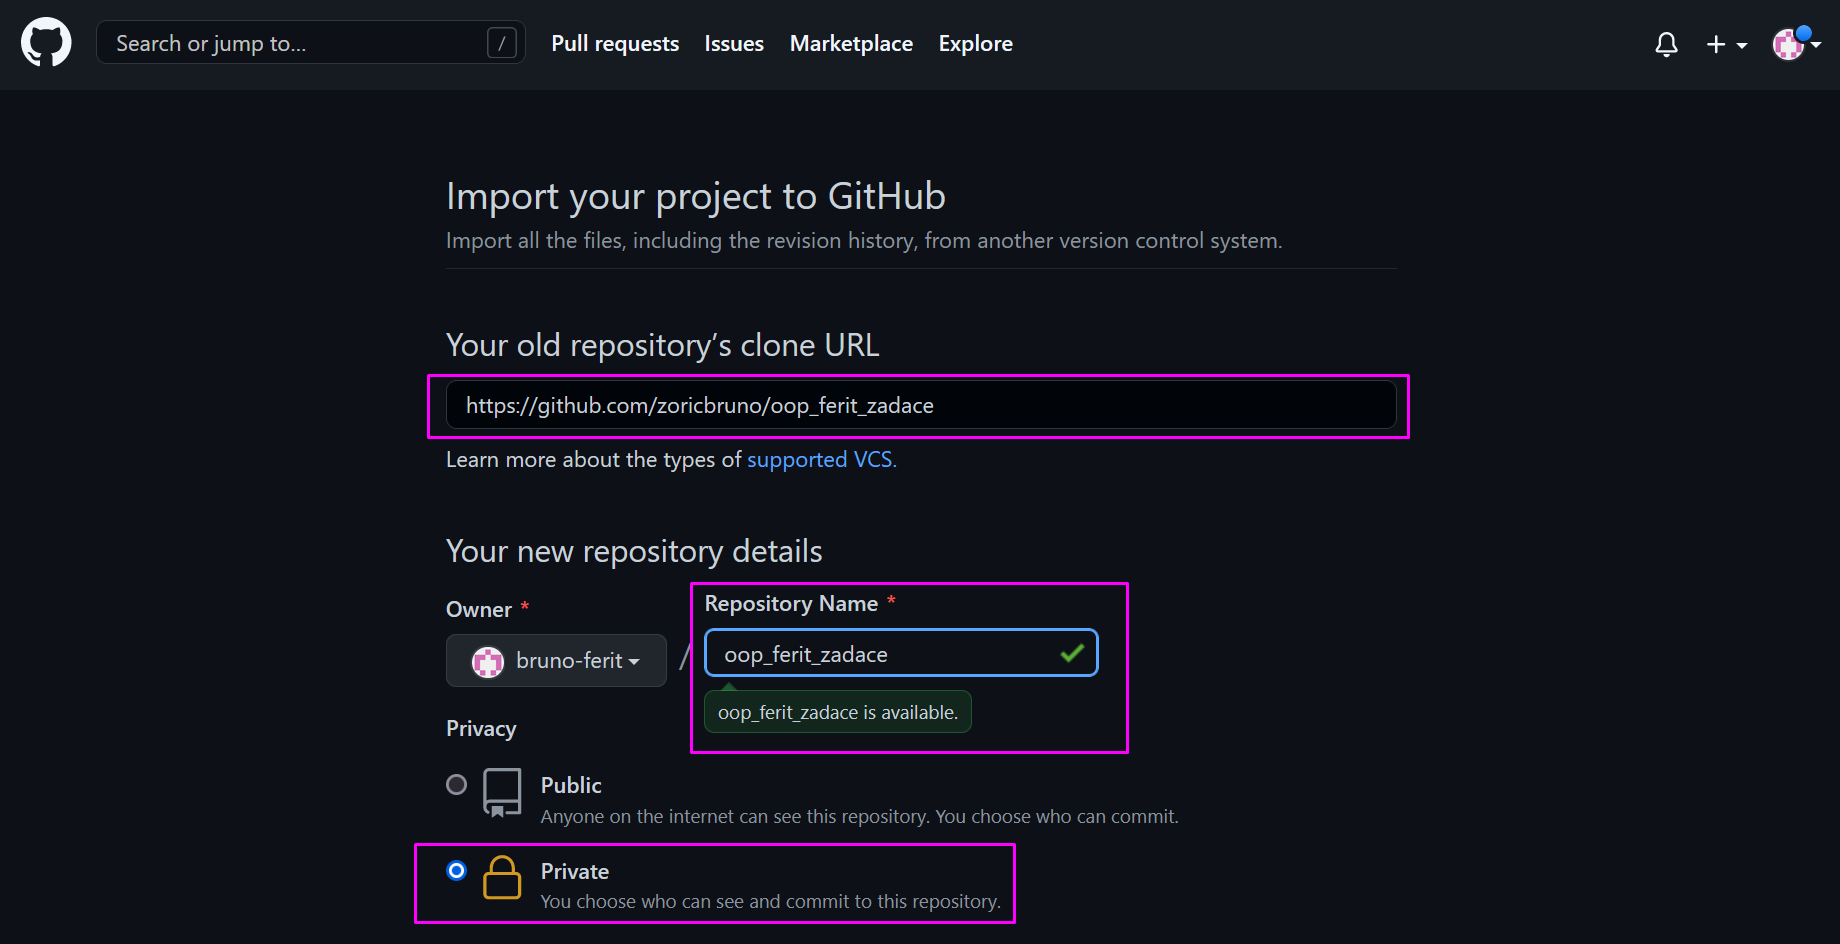 Search or jump to... /
Pull requests Issues Marketplace Explore
Import your project to GitHub
Import all the files, including the revision history, from another version control system.
Your old repository’s clone URL
https://github.com/zoricbruno/oop_ferit_zadace
Learn more about the types of supported VCS.
Your new repository details
Owner *
bruno-ferit
/
Repository Name *
oop_ferit_zadace
oop_ferit_zadace is available.
Privacy
Public
Anyone on the internet can see this repository. You choose who can commit.
Private
You choose who can see and commit to this repository.